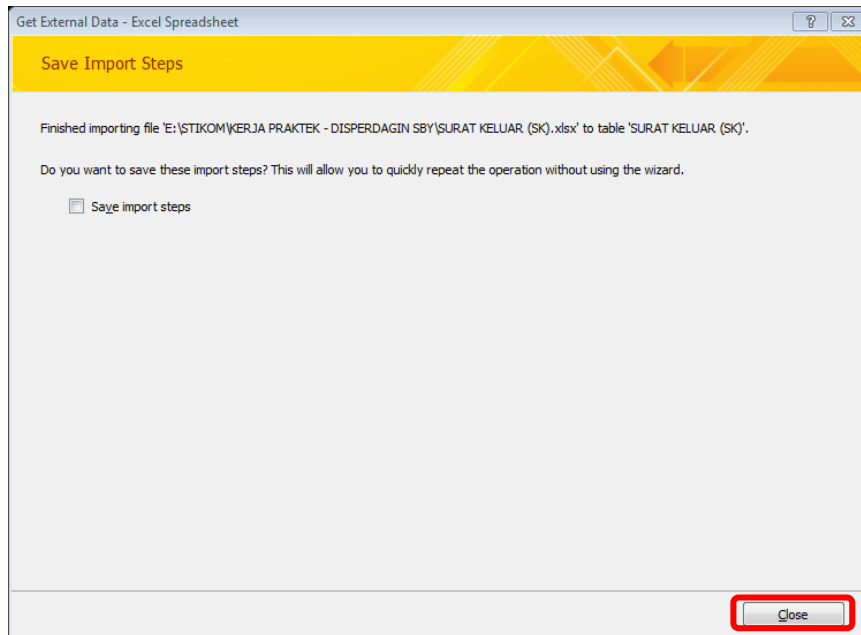 Get External Data - Excel Spreadsheet
Save Import Steps
Finished importing file 'E:\STIKOM\KERJA PRAKTEK - DISPERDAGIN SBY\SURAT KELUAR (SK).xlsx' to table 'SURAT KELUAR (SK)'.
Do you want to save these import steps? This will allow you to quickly repeat the operation without using the wizard.
Save import steps
Close